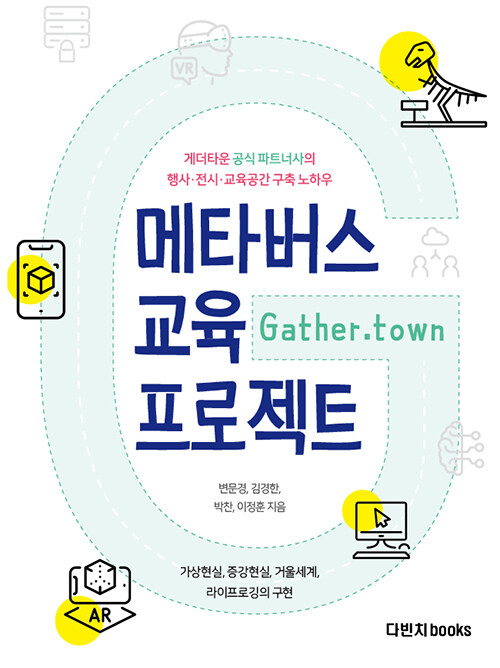 VR
게더타운 공식 파트너사의
행사·전시·교육공간 구축 노하우
메타버스
교육
Gather.town
프로젝트
변문경, 김경한,
박찬, 이정훈 지음
가상현실, 증강현실, 거울세계,
라이프로깅의 구현
AR
다빈치books